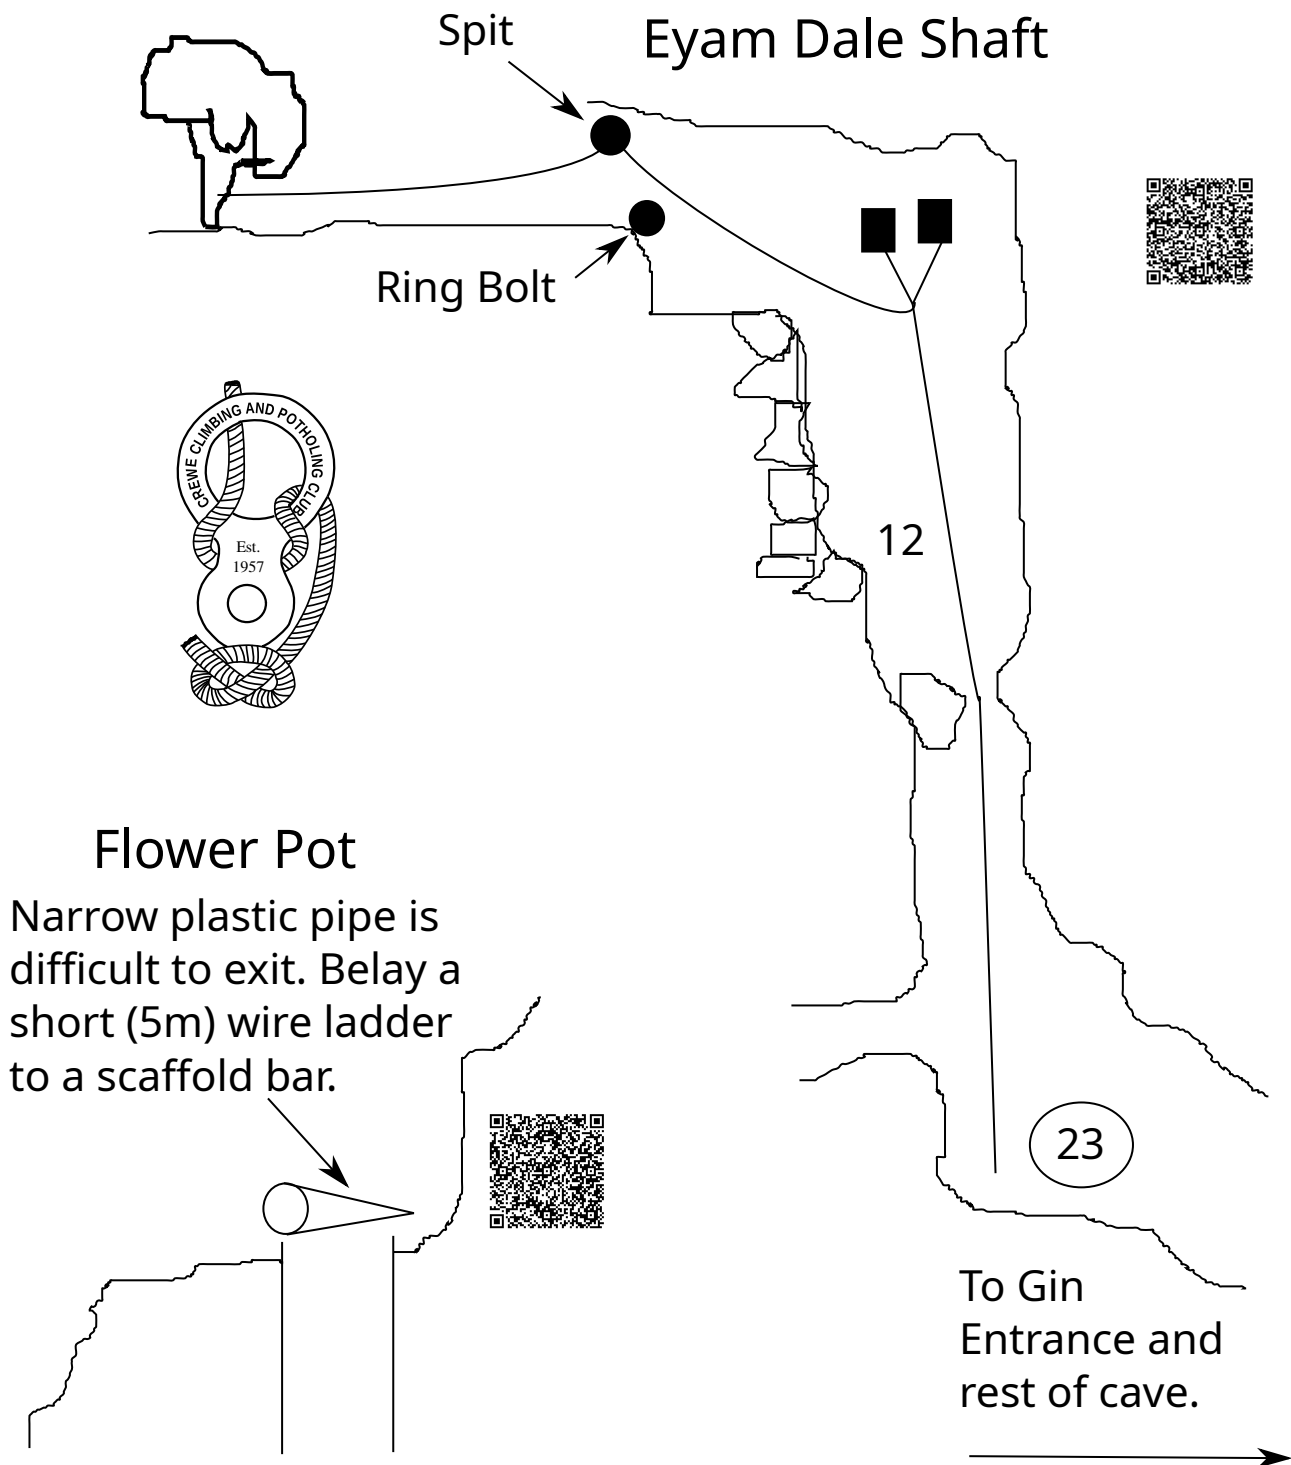 Spit
Eyam Dale Shaft
Ring Bolt
CREWE CLIMBING AND POTHOLING CLUB
Est.
1957
12
Flower Pot
Narrow plastic pipe is
difficult to exit. Belay a
short (5m) wire ladder
to a scaffold bar.
23
To Gin
Entrance and
rest of cave.